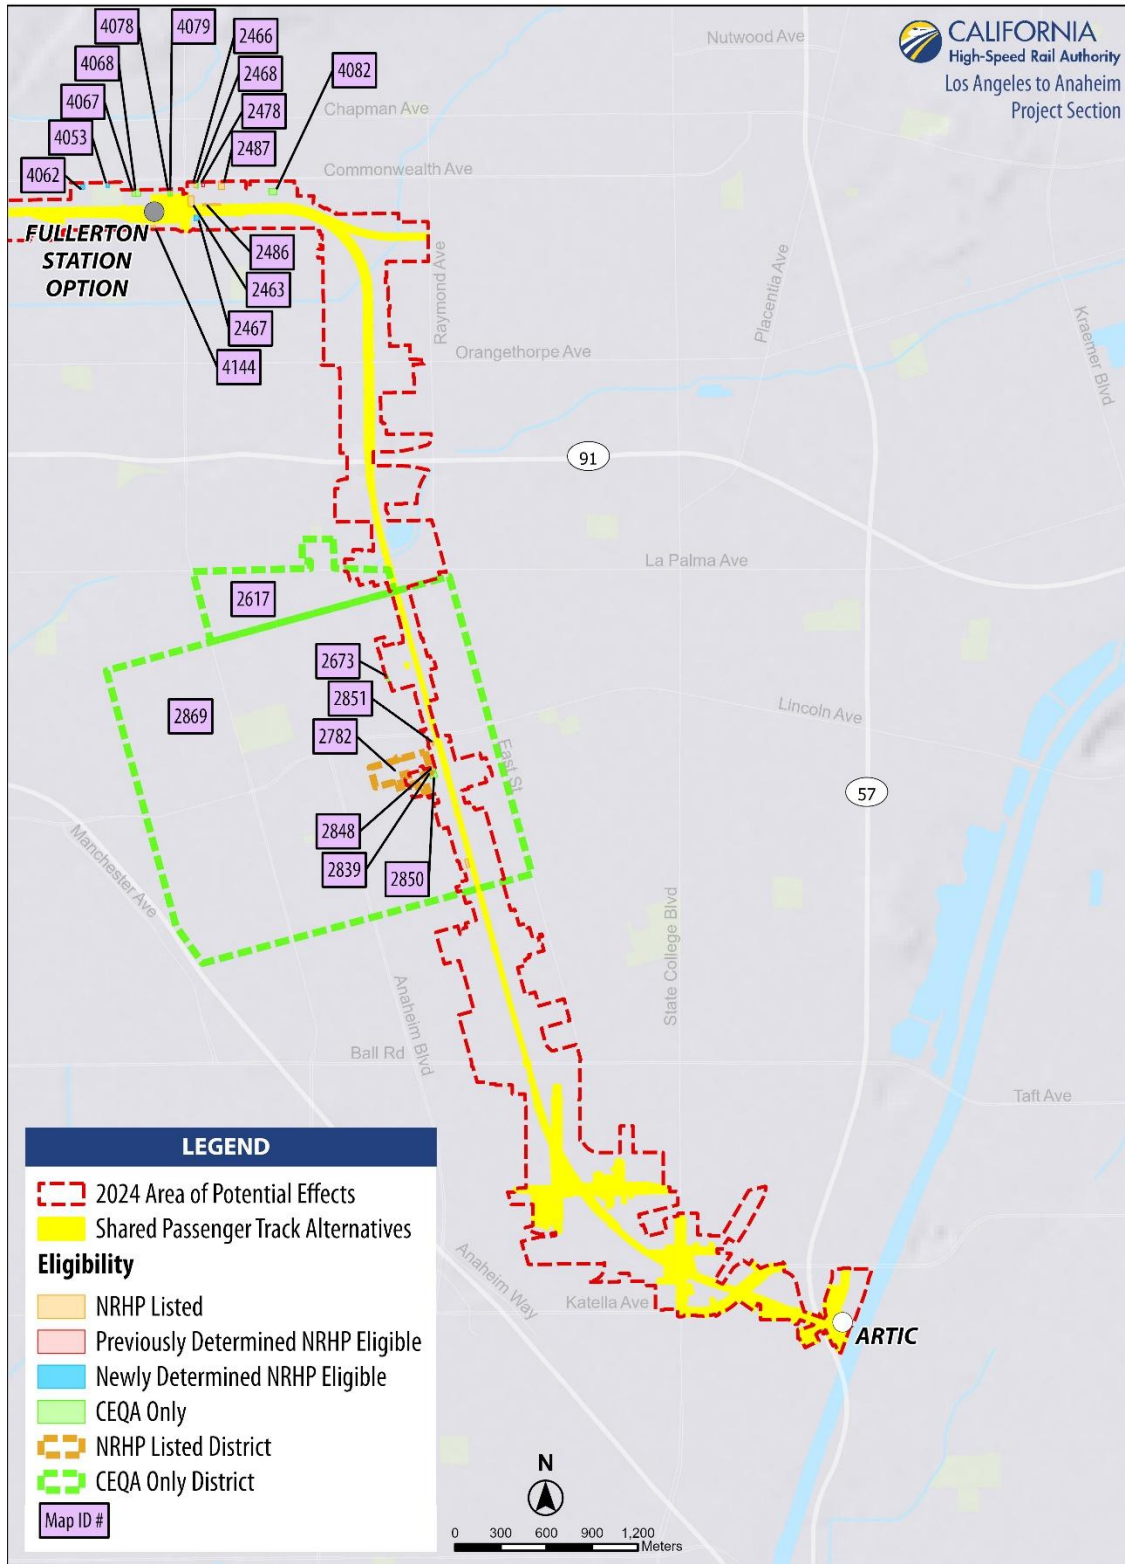 4078
4079
2466
Nutwood Ave
CALIFORNIA
High-Speed Rail Authority
Los Angeles to Anaheim
Project Section
4068
2468
4082
4067
2478
Chapman Ave
4053
2487
4062
Commonwealth Ave
FULLERTON
STATION
OPTION
2486
2463
2467
4144
Raymond Ave
Placentia Ave
Kraemer Blvd
Orangethorpe Ave
91
La Palma Ave
2617
2673
2851
2869
2782
Lincoln Ave
East St
57
2848
2839
2850
Manchester Ave
State College Blvd
Anaheim Blvd
Ball Rd
Taft Ave
Anaheim Way
Katella Ave
ARTIC
LEGEND
2024 Area of Potential Effects
Shared Passenger Track Alternatives
Eligibility
NRHP Listed
Previously Determined NRHP Eligible
Newly Determined NRHP Eligible
CEQA Only
NRHP Listed District
CEQA Only District
Map ID #
N
0 300 600 900 1,200
Meters